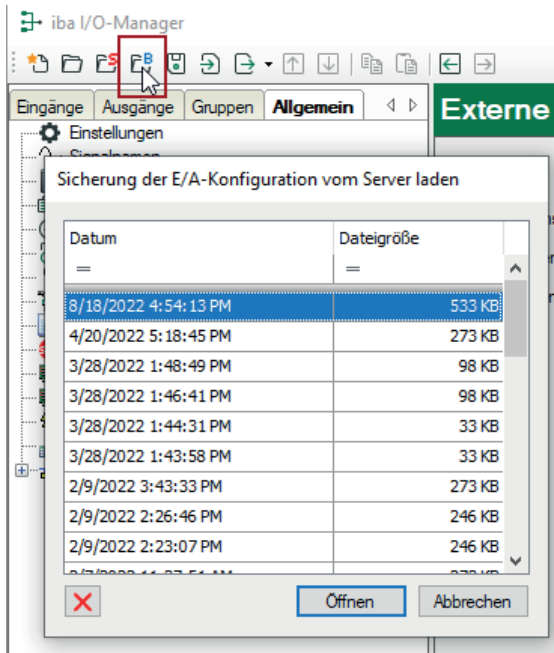 iba I/O-Manager
Eingänge Ausgänge Gruppen Allgemein Externe
Einstellungen
Signalnamen
Sicherung der E/A-Konfiguration vom Server laden
Datum Dateigröße
= =
8/18/2022 4:54:13 PM 533 KB
4/20/2022 5:18:45 PM 273 KB
3/28/2022 1:48:49 PM 98 KB
3/28/2022 1:46:41 PM 98 KB
3/28/2022 1:44:31 PM 33 KB
3/28/2022 1:43:58 PM 33 KB
2/9/2022 3:43:33 PM 273 KB
2/9/2022 2:26:46 PM 246 KB
2/9/2022 2:23:07 PM 246 KB
Öffnen Abbrechen